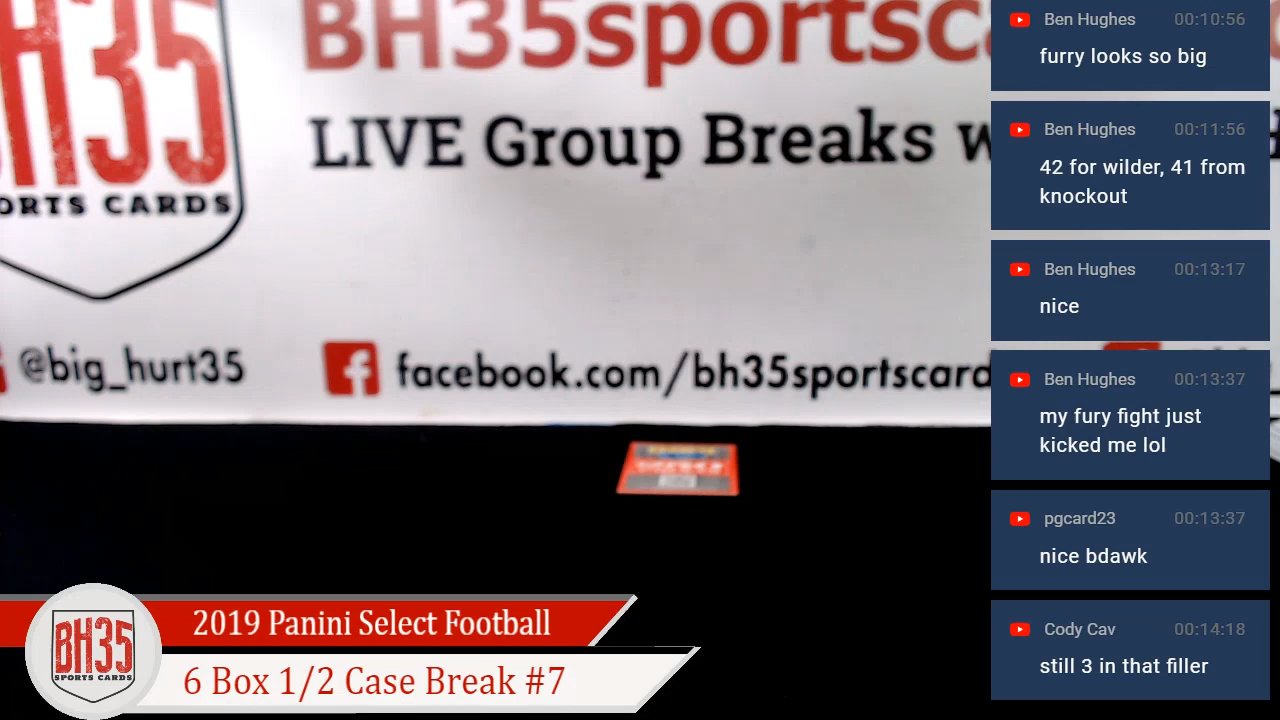 BH35
ORTS CARDS
BH35sportsc
LIVE Group Breaks w
@big_hurt35
facebook.com/bh35sportscard
2019 Panini Select Football
6 Box 1/2 Case Break #7
BH35
SPORTS CARDS
Ben Hughes 00:10:56
furry looks so big
Ben Hughes 00:11:56
42 for wilder, 41 from
knockout
Ben Hughes 00:13:17
nice
Ben Hughes 00:13:37
my fury fight just
kicked me lol
pgcard23 00:13:37
nice bdawk
Cody Cav 00:14:18
still 3 in that filler